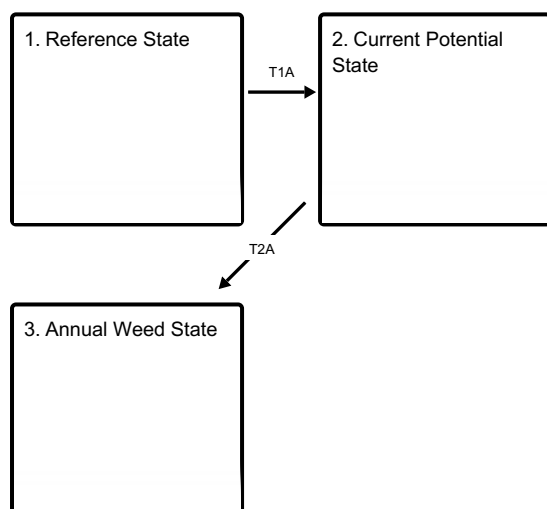 1. Reference State
2. Current Potential
State
T1A
T2A
3. Annual Weed State